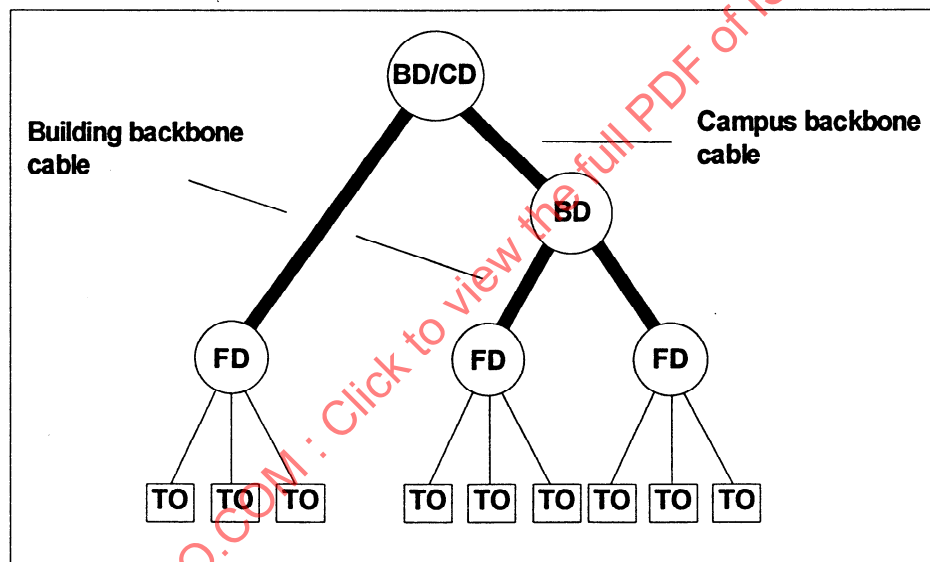 BD/CD
Building backbone
cable
Campus backbone
cable
BD
FD
FD
FD
TO
TO
TO
TO
TO
TO
TO
TO
TO
O.COM : Click to view the full PDF of